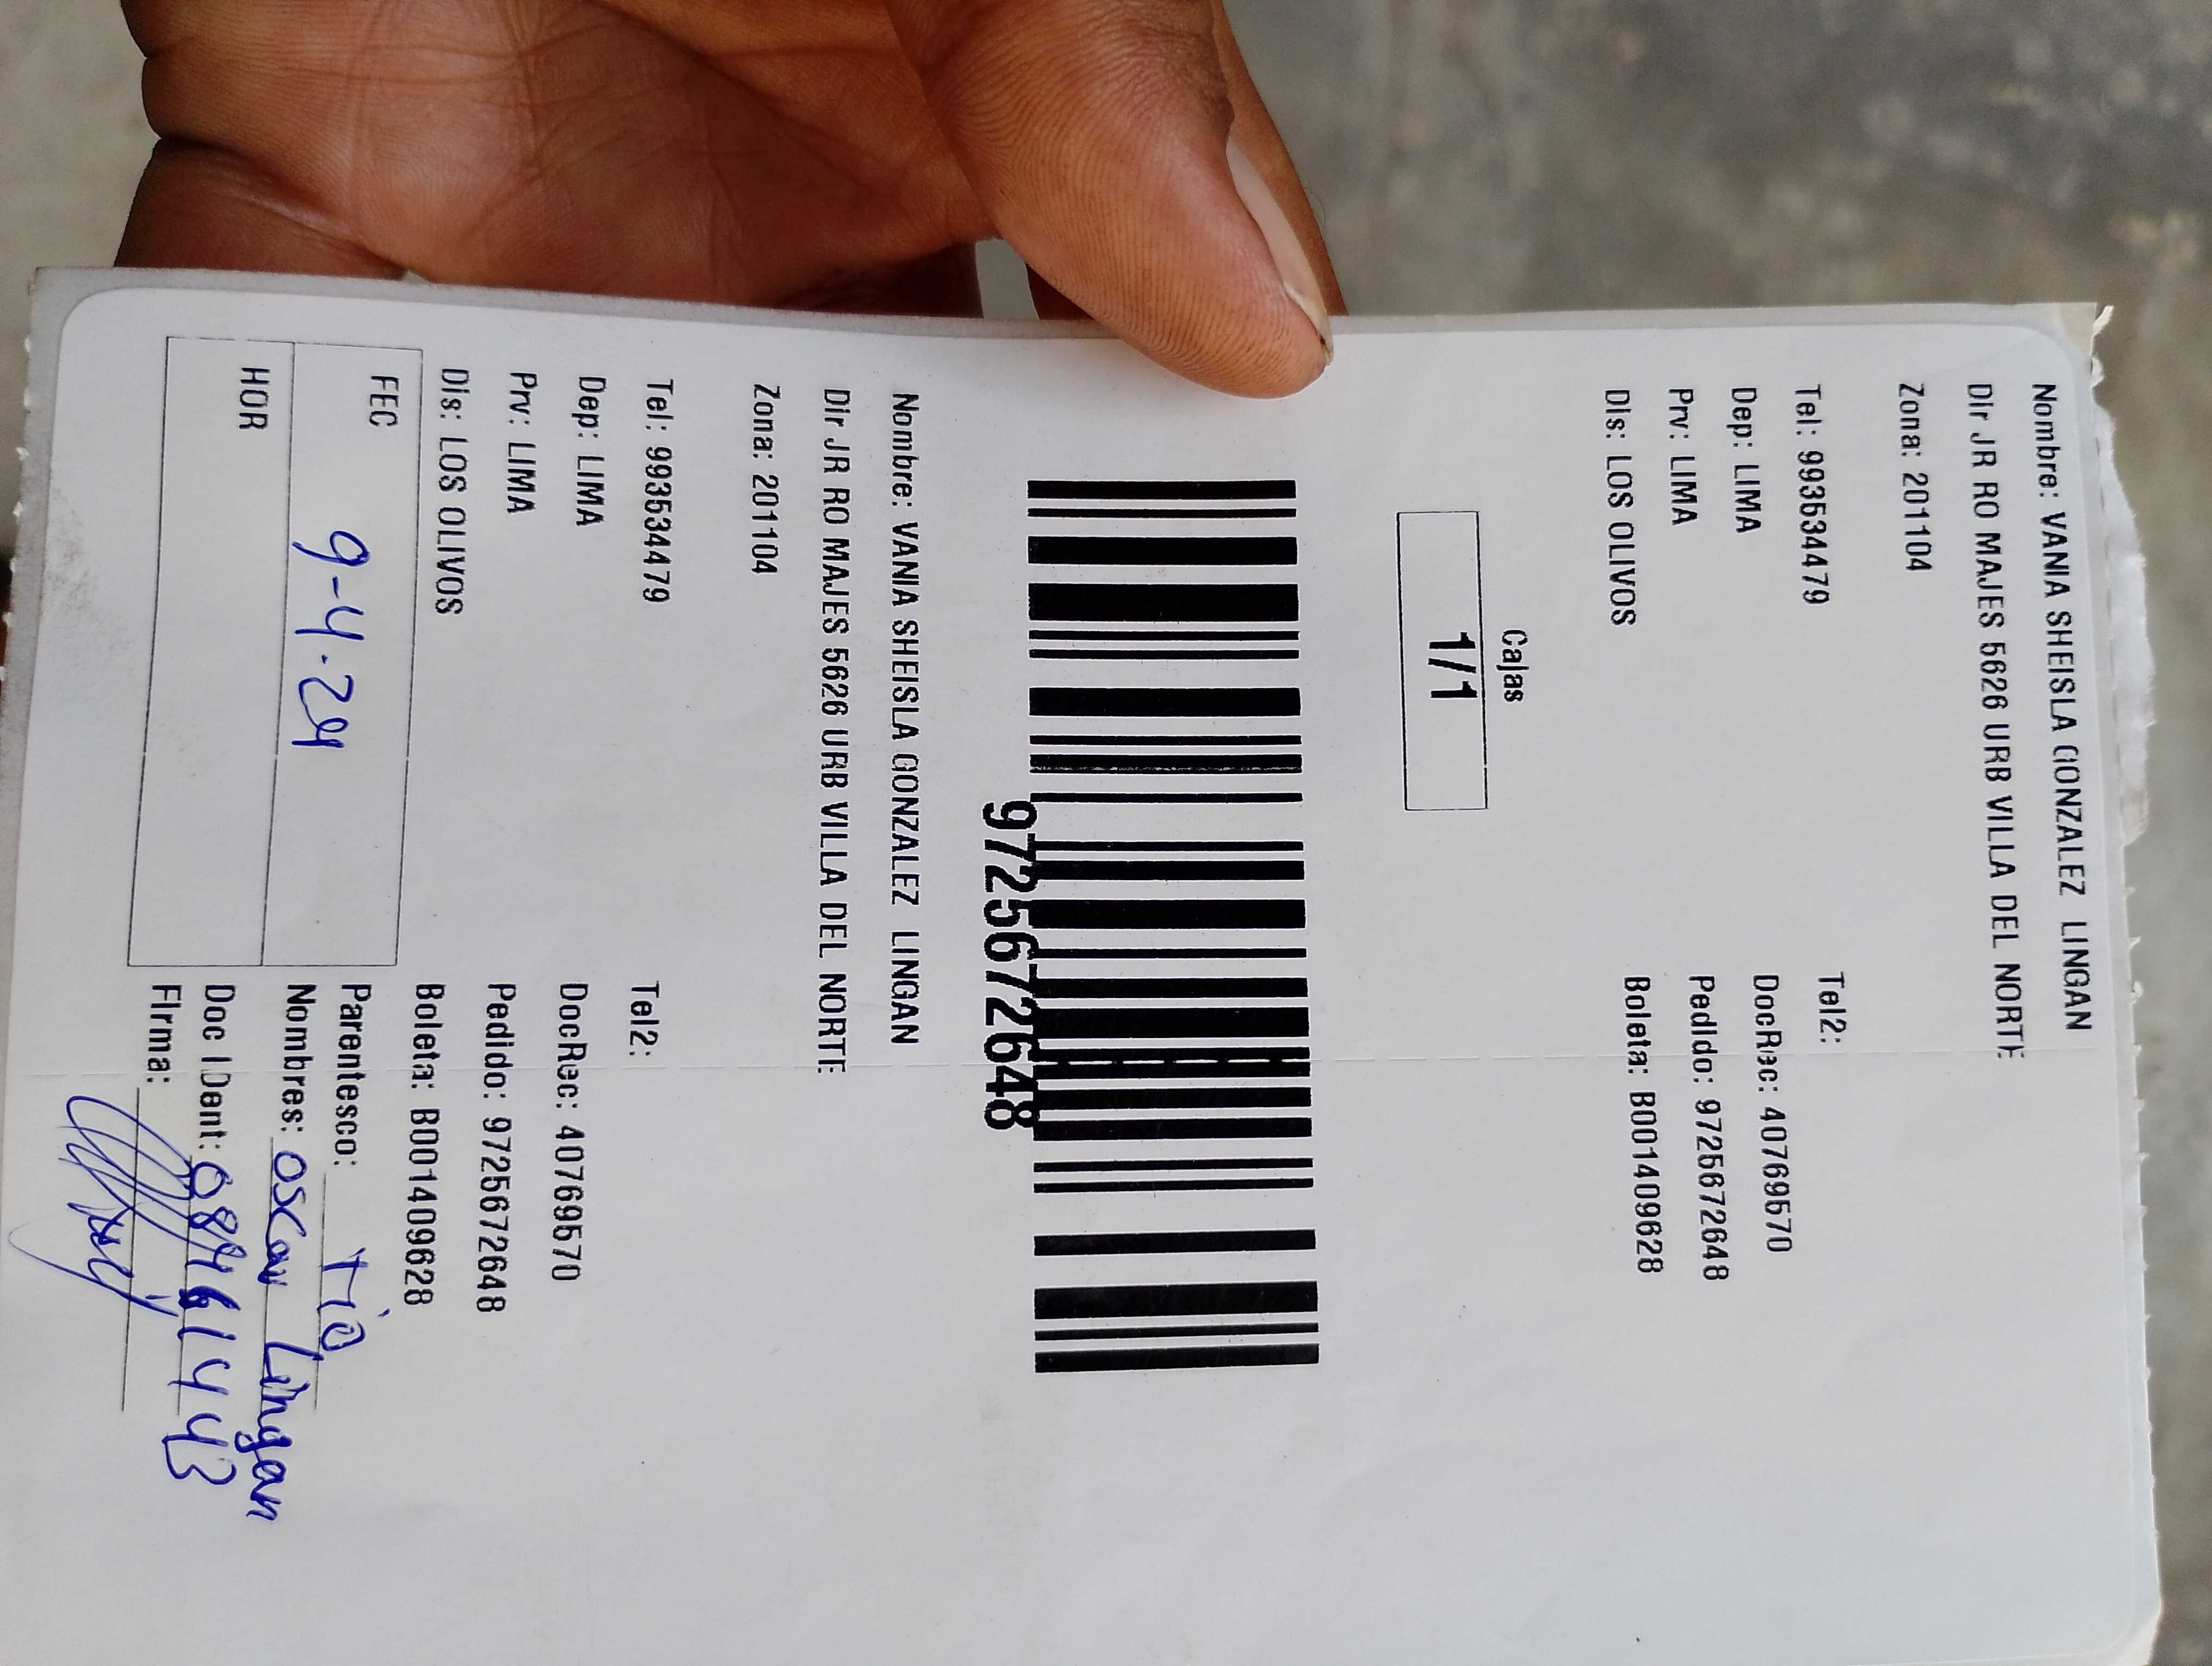 Nombre: VANIA SHEISLA GONZALEZ LINGAN
Dir JR RO MAJES 5626 URB VILLA DEL NORTE
Zona: 201104
Tel: 993534479 Tel2:
Dep: LIMA DocRec: 40769570
Prv: LIMA Pedido: 9725672648
Dis: LOS OLIVOS Boleta: B001409628
Cajas
1/1
9725672648
Nombre: VANIA SHEISLA GONZALEZ LINGAN
Dir JR RO MAJES 5626 URB VILLA DEL NORTE
Zona: 201104
Tel: 993534479 Tel2:
Dep: LIMA DocRec: 40769570
Prv: LIMA Pedido: 9725672648
Dis: LOS OLIVOS Boleta: B001409628
FEC 9-4-24 Parentesco: Tio
Nombres: Oscar Lingan
HOR Doc IDent:
Firma: